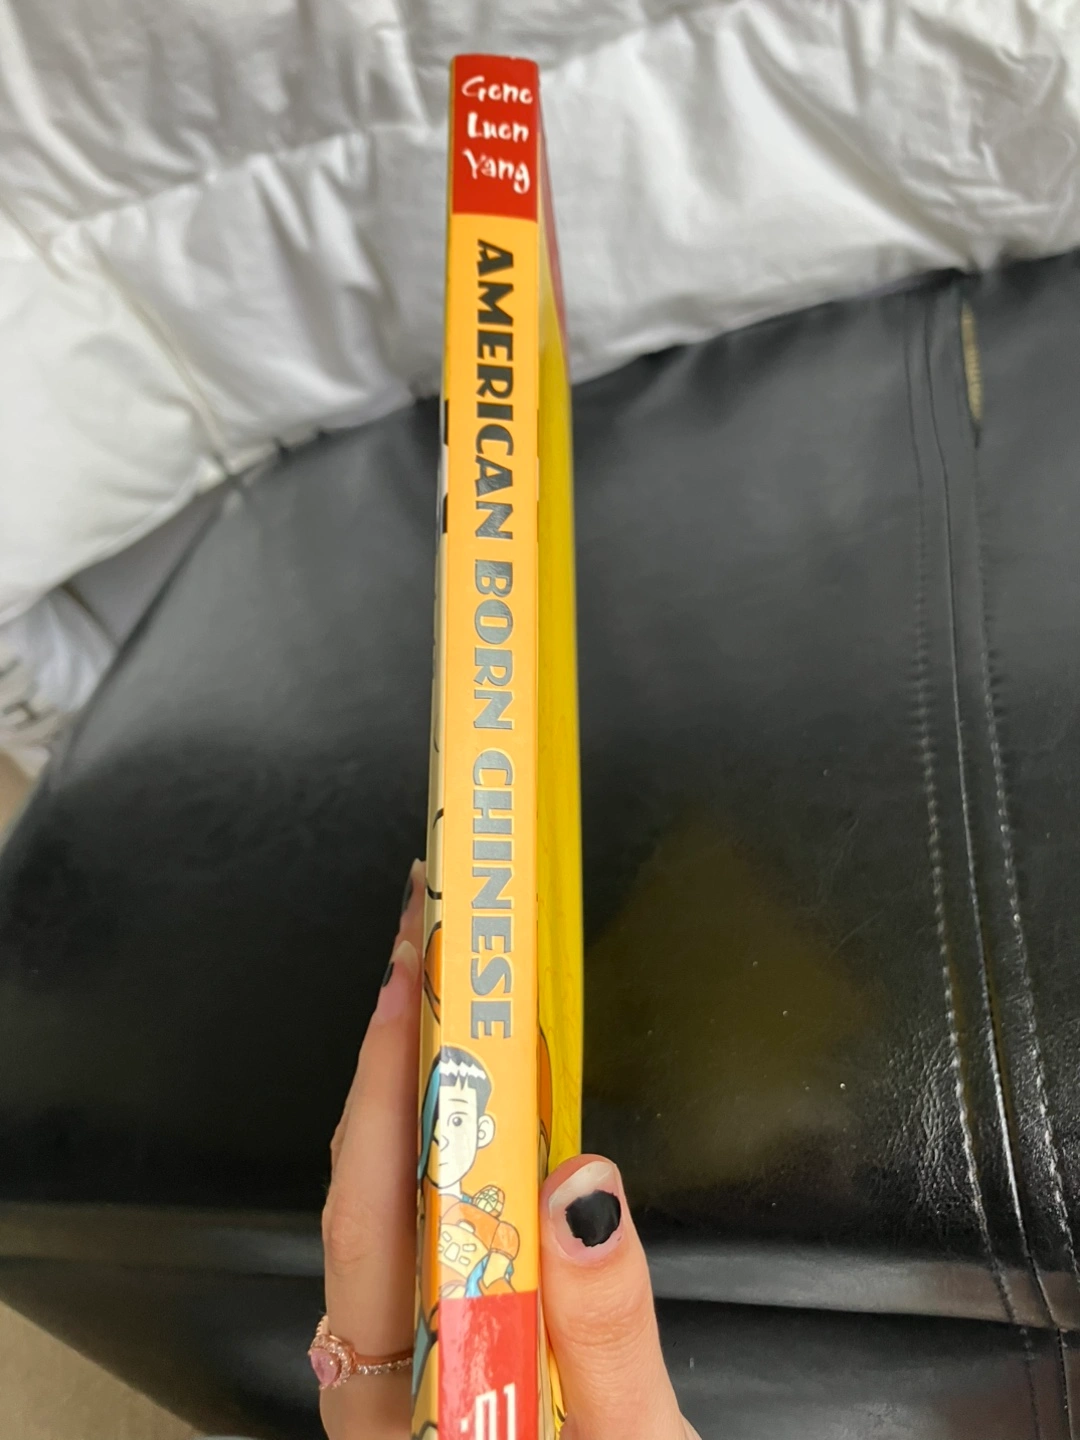 Gene
Luen
Yang
AMERICAN BORN CHINESE